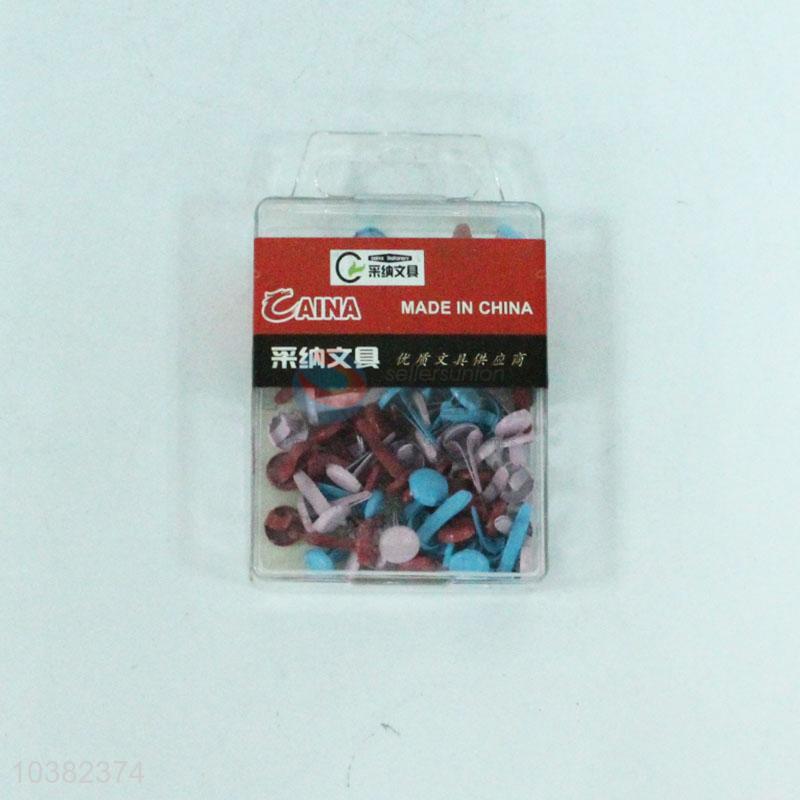 采纳文具
CAINA
MADE IN CHINA
采纳文具 优质文具供应商
sellersunion
10382374